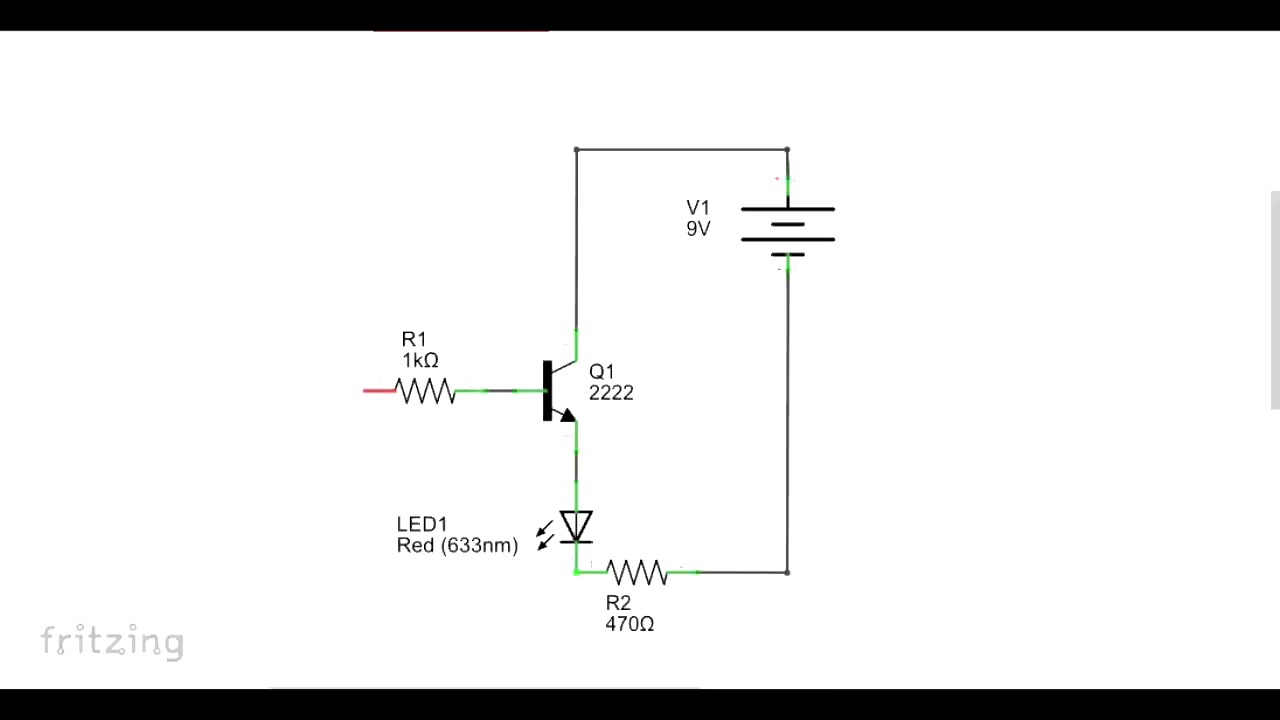 +
V1
9V
-
R1
1kΩ
Q1
2222
LED1
Red (633nm)
R2
470Ω
fritzing